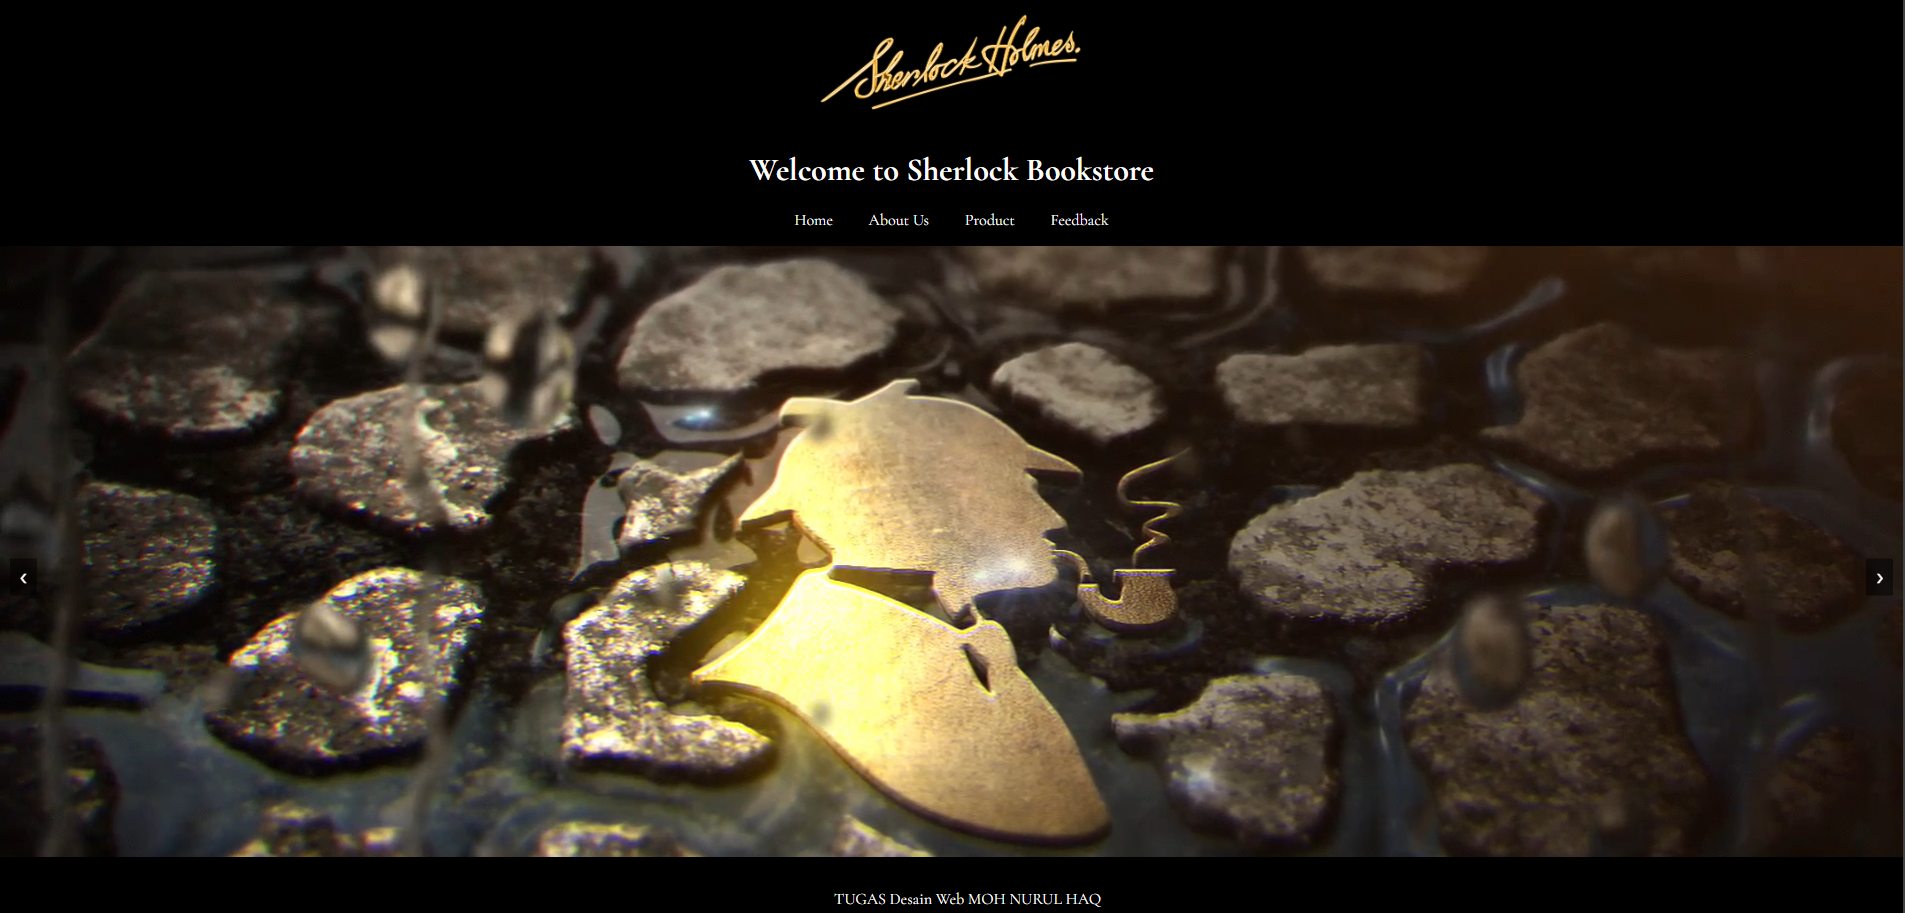 Sherlock Holmes.
Welcome to Sherlock Bookstore
Home About Us Product Feedback
❮ ❯
TUGAS Desain Web MOH NURUL HAQ